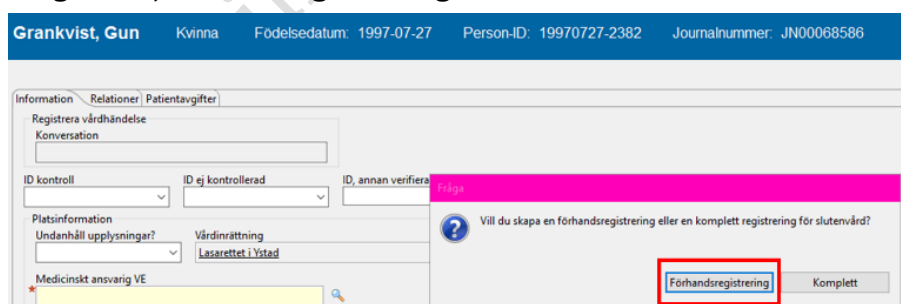 Grankvist, Gun Kvinna Födelsedatum: 1997-07-27 Person-ID: 19970727-2382 Journalnummer: JN00068586
Information Relationer Patientavgifter
Registrera vårdhändelse
Konversation
ID kontroll ID ej kontrollerad ID, annan verifiera
Fråga
Platsinformation
Vill du skapa en förhandsregistrering eller en komplett registrering för slutenvård?
Undanhåll upplysningar? Vårdinrättning
Lasarettet i Ystad
Medicinskt ansvarig VE
Förhandsregistrering Komplett